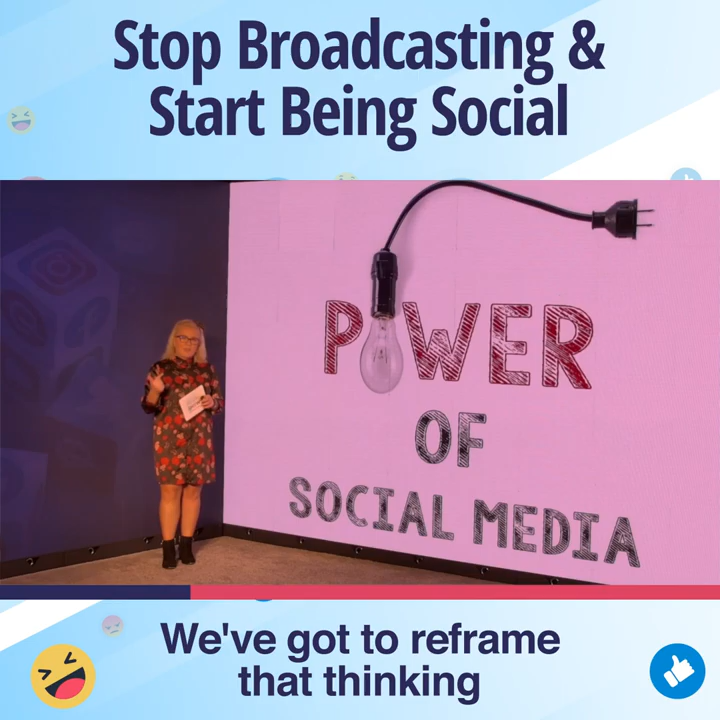 Stop Broadcasting &
Start Being Social
POWER
OF
SOCIAL MEDIA
We've got to reframe
that thinking